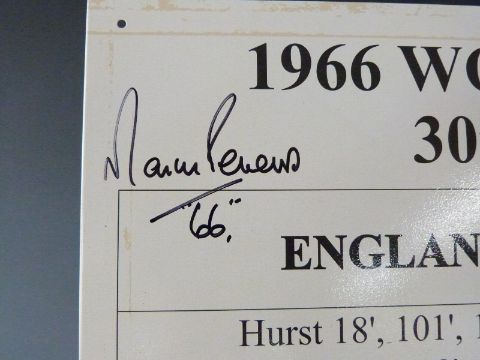 1966 WO
Martin Peters
30
"66."
ENGLAN
Hurst 18', 101', 1